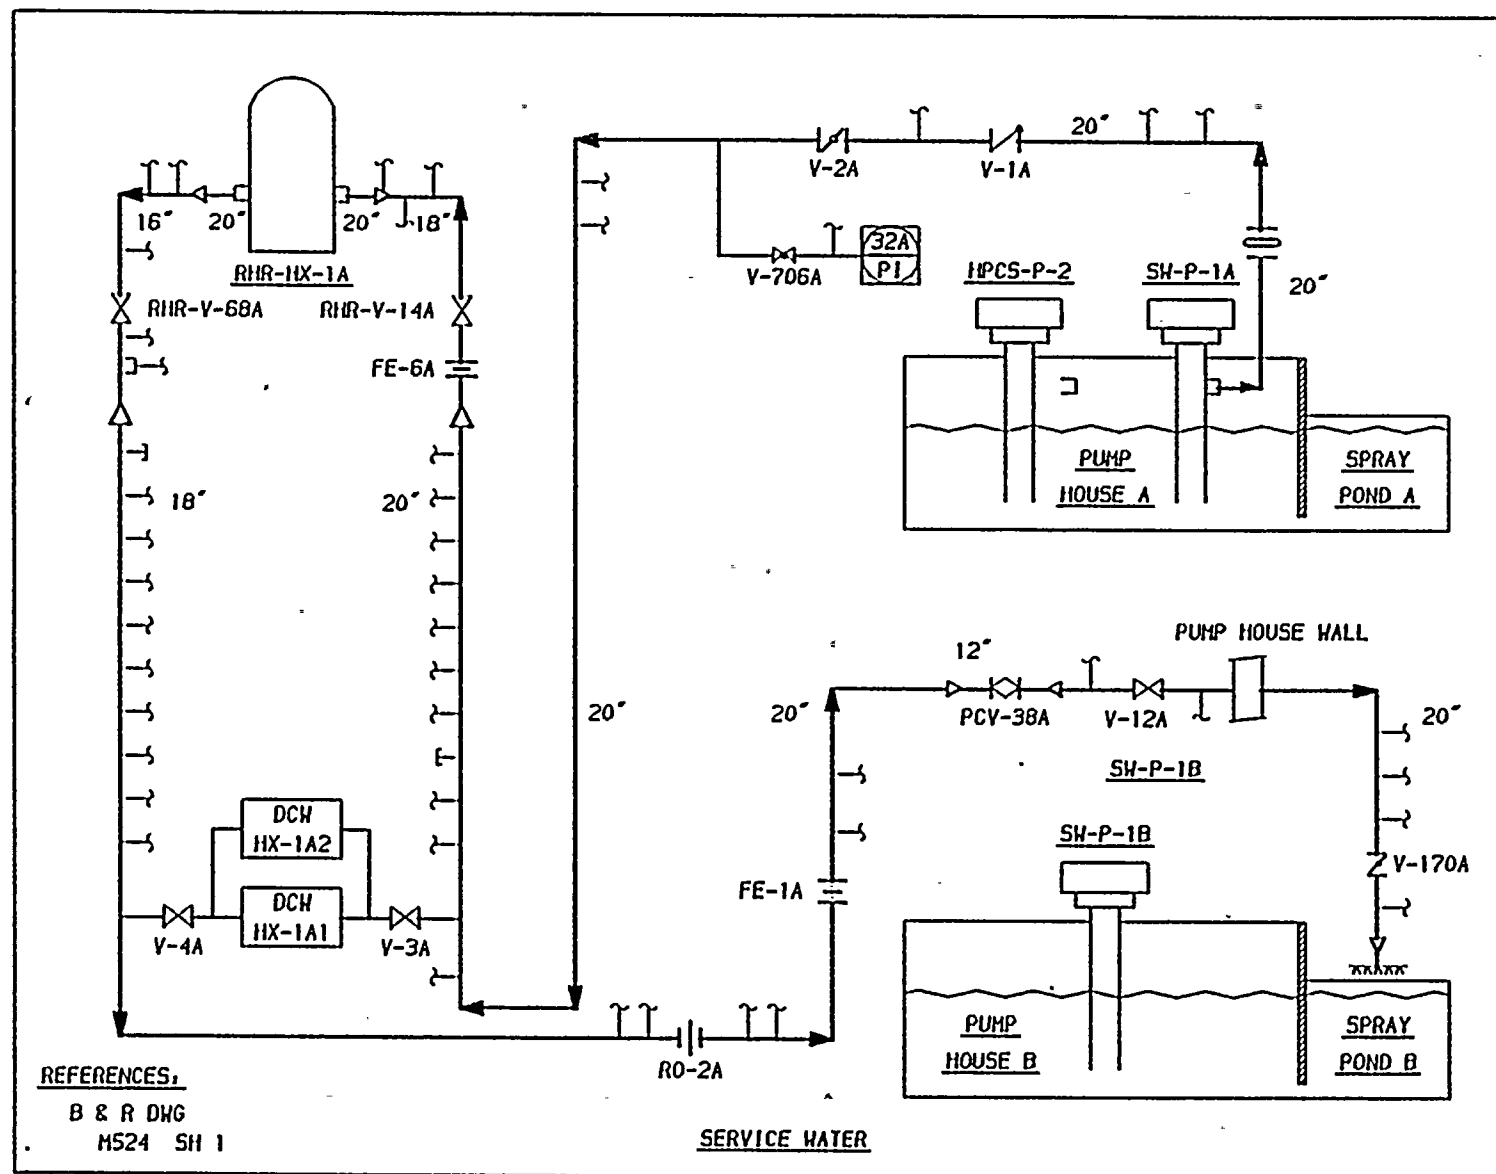 20"
V-2A
V-1A
16"
20"
20"
18"
RHR-HX-1A
V-706A
32A
PI
HPCS-P-2
SW-P-1A
20"
RHR-V-68A
RHR-V-14A
FE-6A
PUMP
HOUSE A
SPRAY
POND A
18"
20"
12"
PUMP HOUSE WALL
20"
20"
PCV-38A
V-12A
20"
SW-P-1B
DCW
HX-1A2
SW-P-1B
V-170A
FE-1A
DCW
HX-1A1
V-4A
V-3A
PUMP
HOUSE B
SPRAY
POND B
RO-2A
REFERENCES:
B & R DWG
M524 SH 1
SERVICE WATER